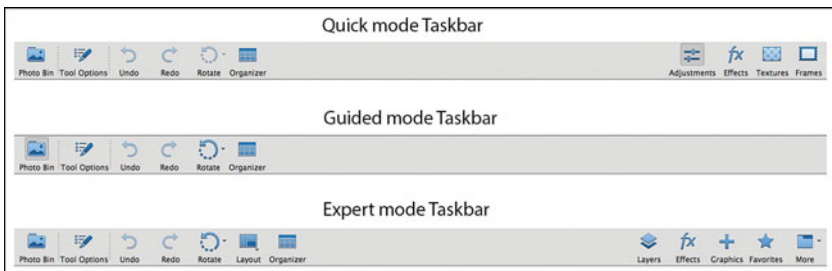 Quick mode Taskbar
Photo Bin Tool Options Undo Redo Rotate Organizer Adjustments Effects Textures Frames
Guided mode Taskbar
Photo Bin Tool Options Undo Redo Rotate Organizer
Expert mode Taskbar
Photo Bin Tool Options Undo Redo Rotate Layout Organizer Layers Effects Graphics Favorites More